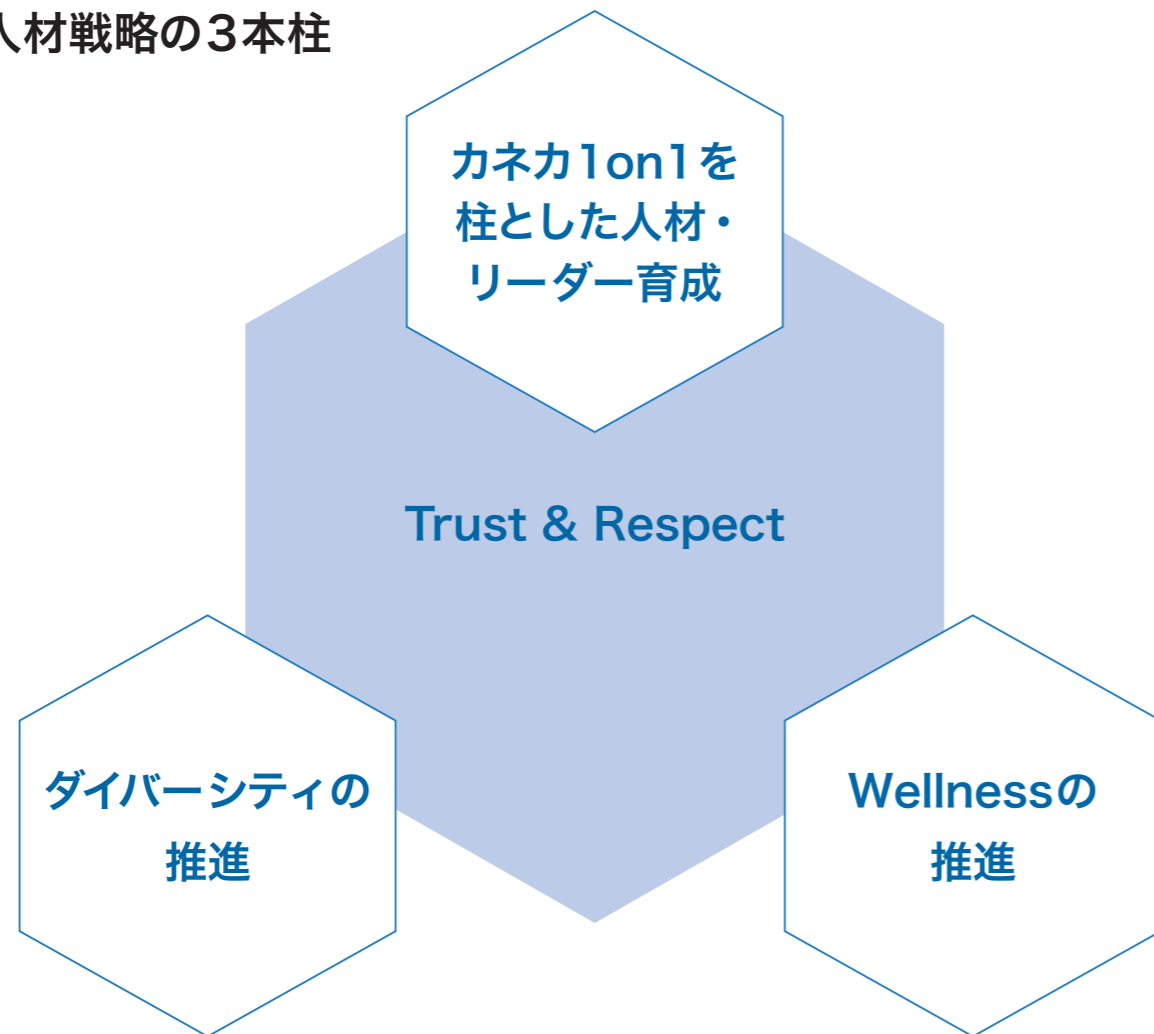 人材戦略の3本柱
カネカ1on1を
柱とした人材・
リーダー育成
Trust & Respect
ダイバーシティの
推進
Wellnessの
推進